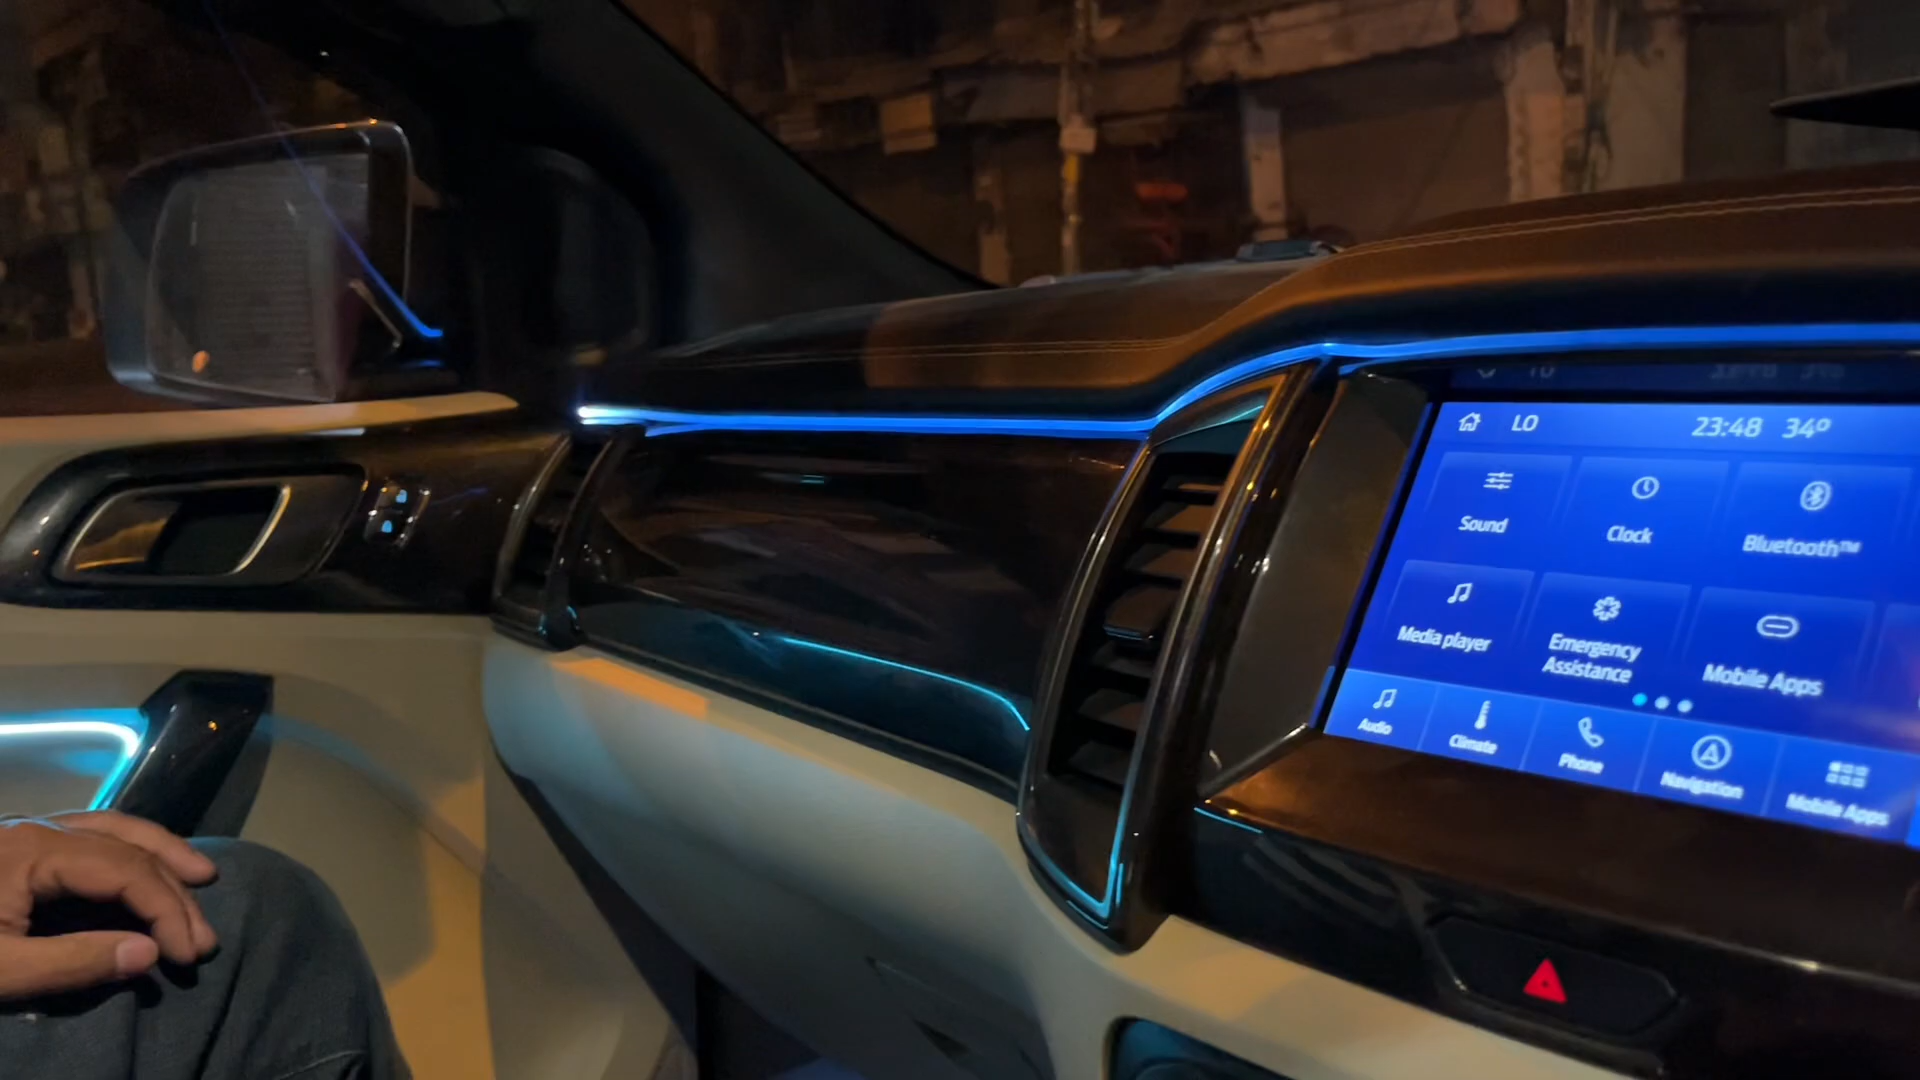 LO 23:48 34°
Sound Clock Bluetooth™
Media player Emergency Assistance Mobile Apps
Audio Climate Phone Navigation Mobile Apps